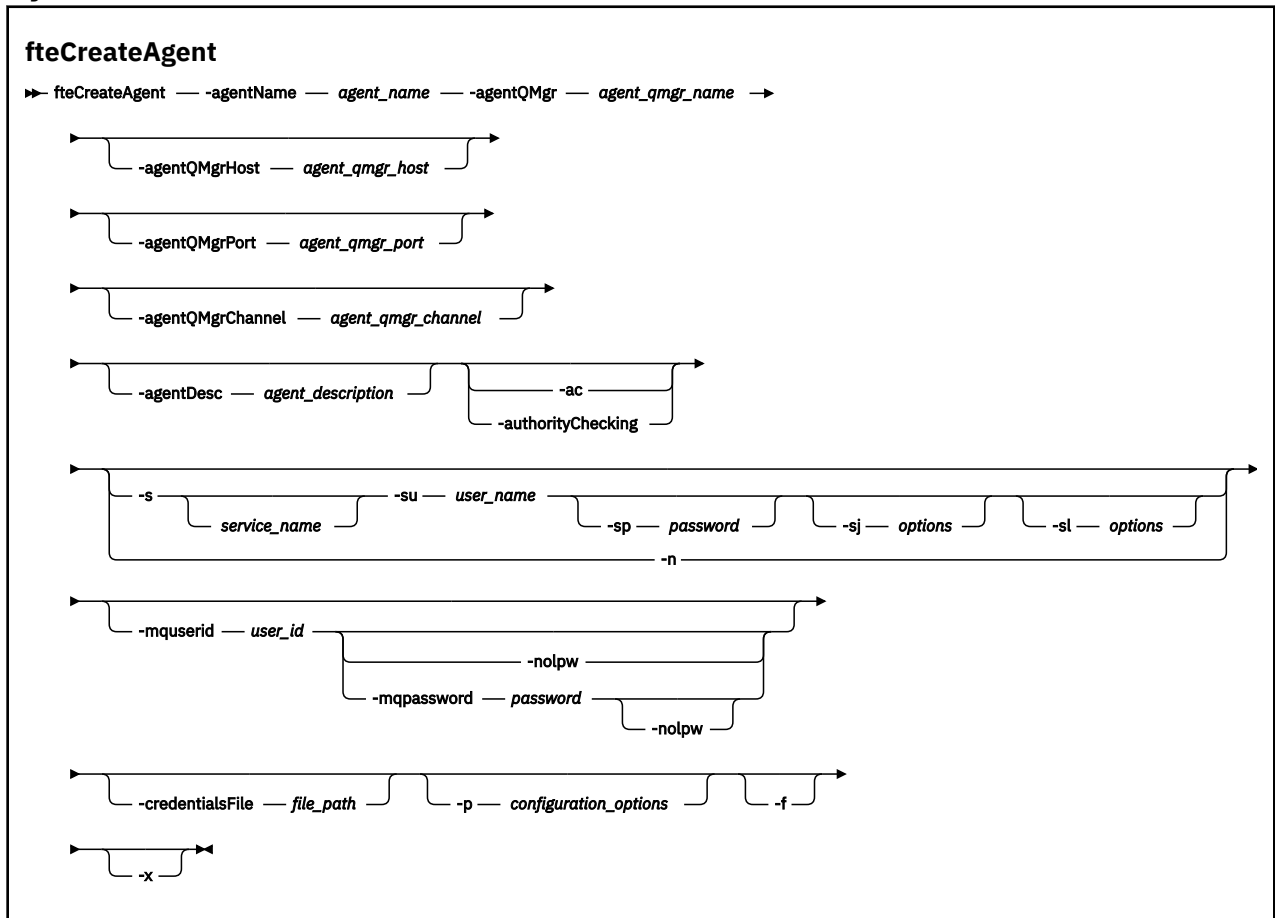 fteCreateAgent
fteCreateAgent -agentName agent_name -agentQMgr agent_qmgr_name
-agentQMgrHost agent_qmgr_host
-agentQMgrPort agent_qmgr_port
-agentQMgrChannel agent_qmgr_channel
-agentDesc agent_description -ac
-authorityChecking
-s -su user_name
service_name -sp password -sj options -sl options
-n
-mquserid user_id
-nolpw
-mqpassword password
-nolpw
-credentialsFile file_path -p configuration_options -f
-x